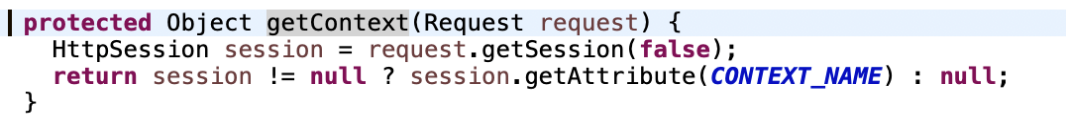 protected Object getContext(Request request) {
  HttpSession session = request.getSession(false);
  return session != null ? session.getAttribute(CONTEXT_NAME) : null;
}